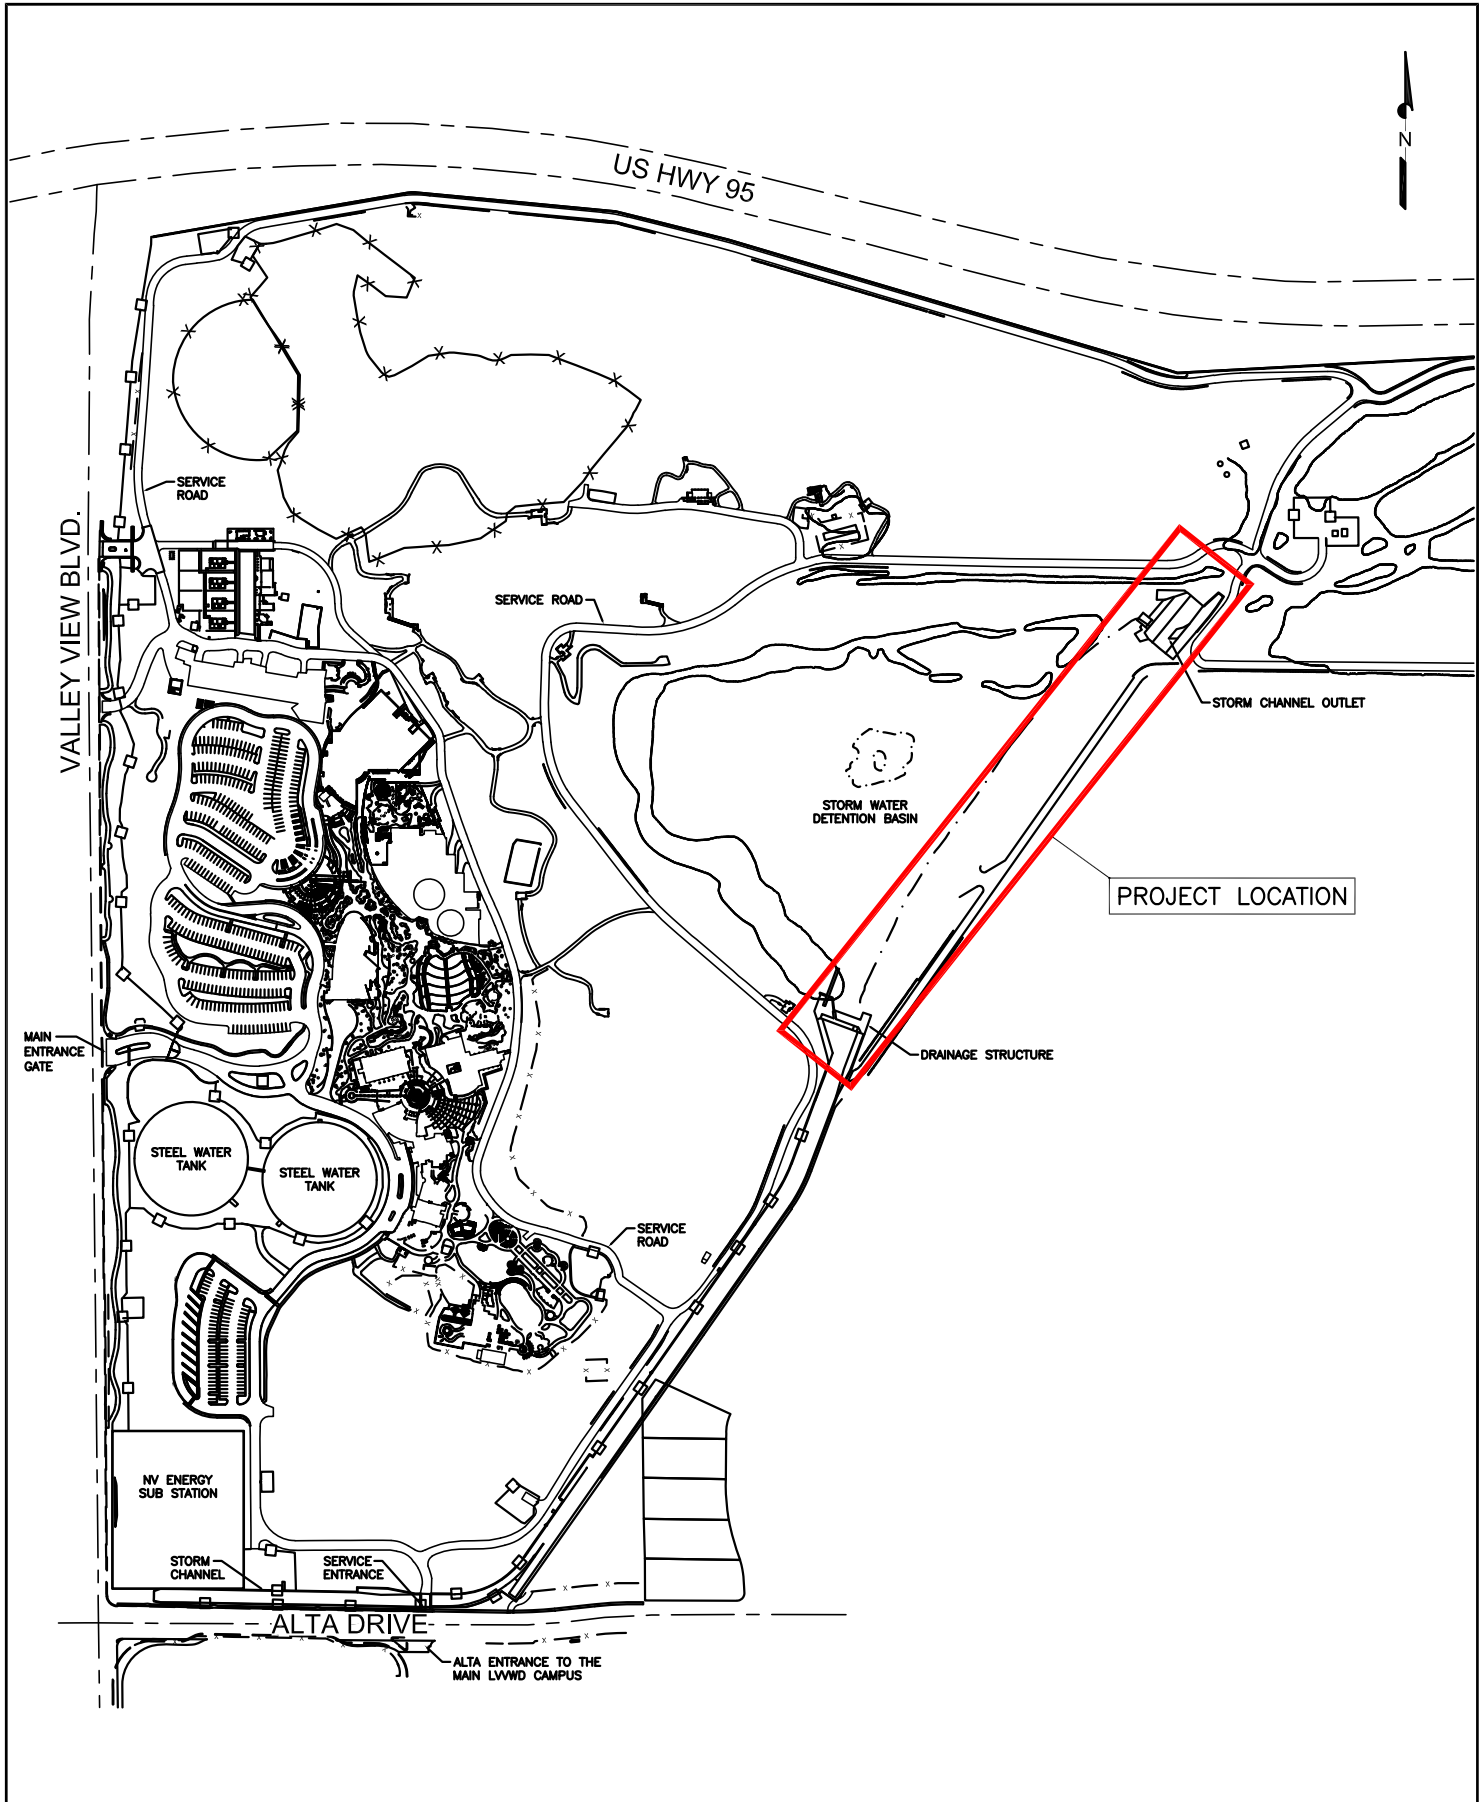 US HWY 95
N
SERVICE
ROAD
VALLEY VIEW BLVD.
SERVICE ROAD
STORM CHANNEL OUTLET
STORM WATER
DETENTION BASIN
PROJECT LOCATION
MAIN
ENTRANCE
GATE
DRAINAGE STRUCTURE
STEEL WATER
TANK
STEEL WATER
TANK
SERVICE
ROAD
NV ENERGY
SUB STATION
STORM
CHANNEL
SERVICE
ENTRANCE
ALTA DRIVE
ALTA ENTRANCE TO THE
MAIN LVVWD CAMPUS